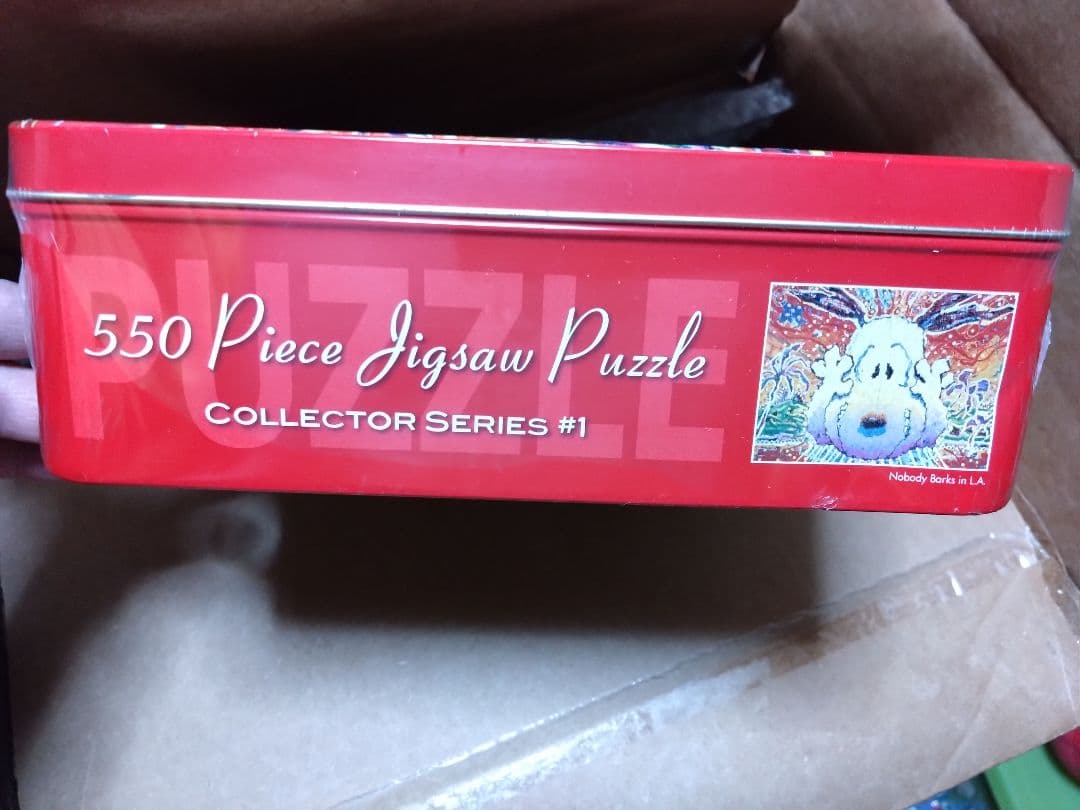 PUZZLE
550 Piece Jigsaw Puzzle
COLLECTOR SERIES #1
Nobody Barks in L.A.